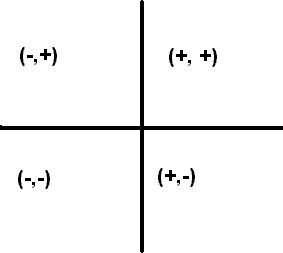 (-,+)
(+, +)
(-,-)
(+,-)